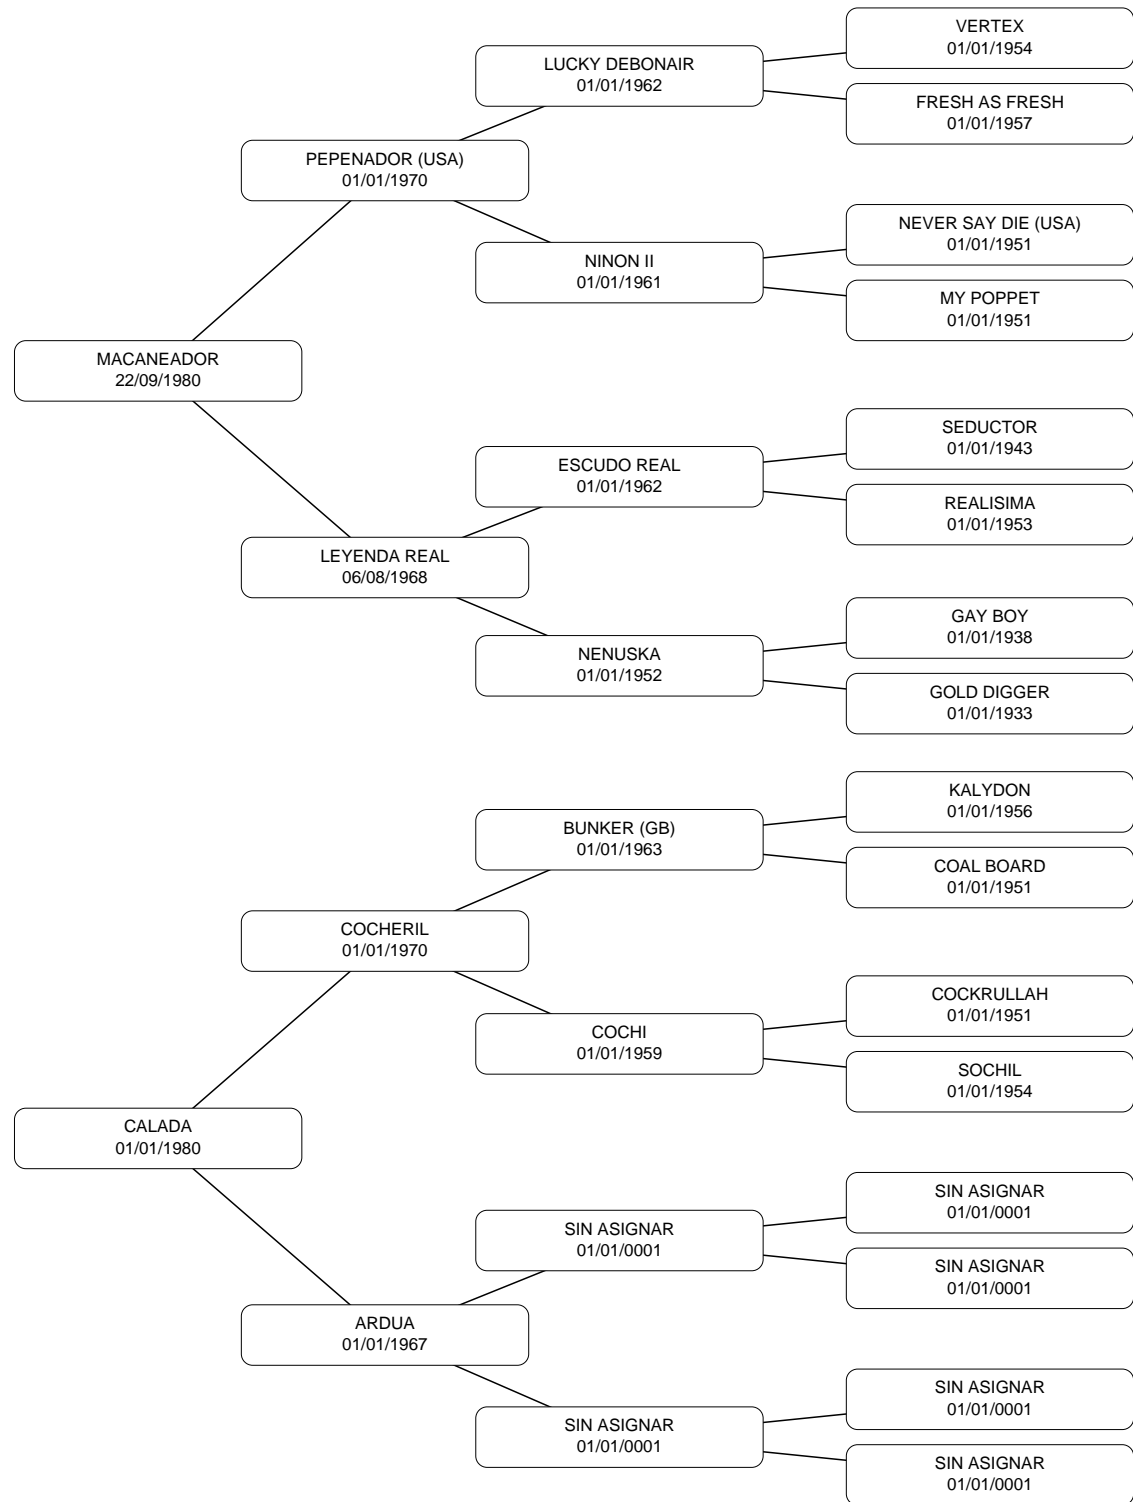 VERTEX
01/01/1954
LUCKY DEBONAIR
01/01/1962
FRESH AS FRESH
01/01/1957
PEPENADOR (USA)
01/01/1970
NEVER SAY DIE (USA)
01/01/1951
NINON II
01/01/1961
MY POPPET
01/01/1951
MACANEADOR
22/09/1980
SEDUCTOR
01/01/1943
ESCUDO REAL
01/01/1962
REALISIMA
01/01/1953
LEYENDA REAL
06/08/1968
GAY BOY
01/01/1938
NENUSKA
01/01/1952
GOLD DIGGER
01/01/1933
KALYDON
01/01/1956
BUNKER (GB)
01/01/1963
COAL BOARD
01/01/1951
COCHERIL
01/01/1970
COCKRULLAH
01/01/1951
COCHI
01/01/1959
SOCHIL
01/01/1954
CALADA
01/01/1980
SIN ASIGNAR
01/01/0001
SIN ASIGNAR
01/01/0001
SIN ASIGNAR
01/01/0001
ARDUA
01/01/1967
SIN ASIGNAR
01/01/0001
SIN ASIGNAR
01/01/0001
SIN ASIGNAR
01/01/0001